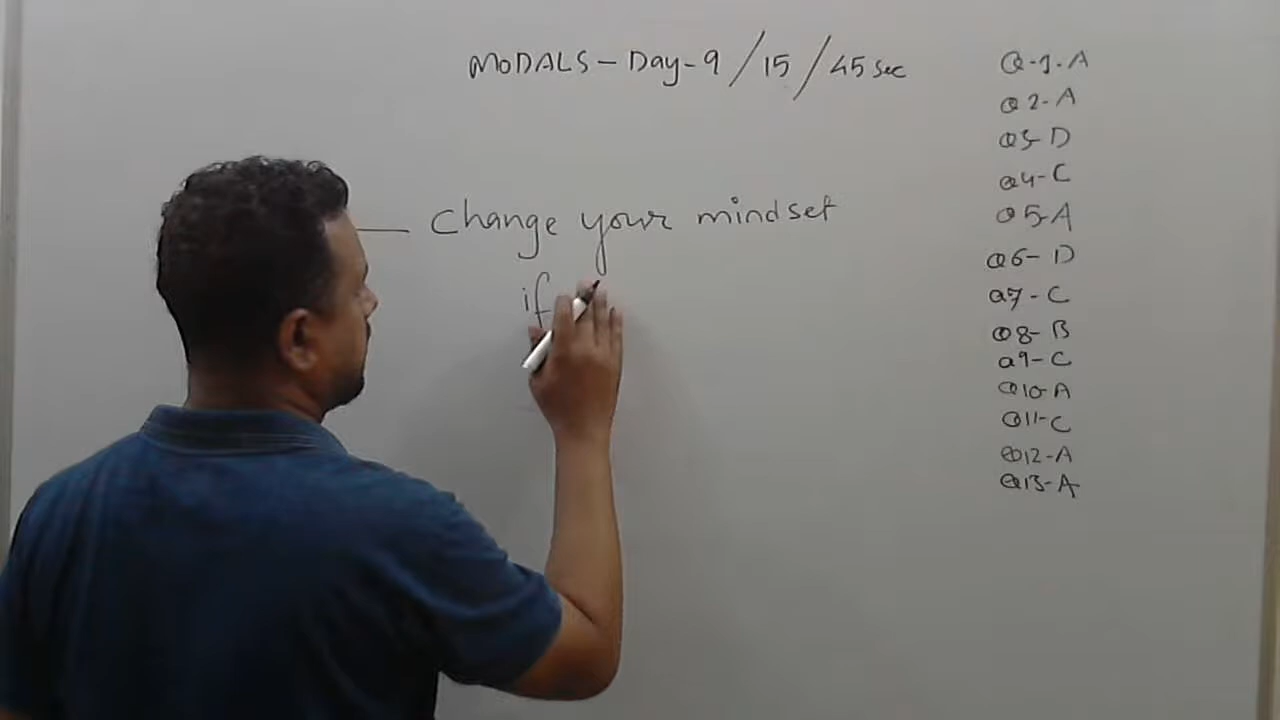 MODALS - Day - 9 / 15 / 45 sec
— Change your mindset
if
Q-1-A
Q2-A
Q3-D
Q4-C
Q5-A
Q6-D
Q7-C
Q8-B
Q9-C
Q10-A
Q11-C
Q12-A
Q13-A